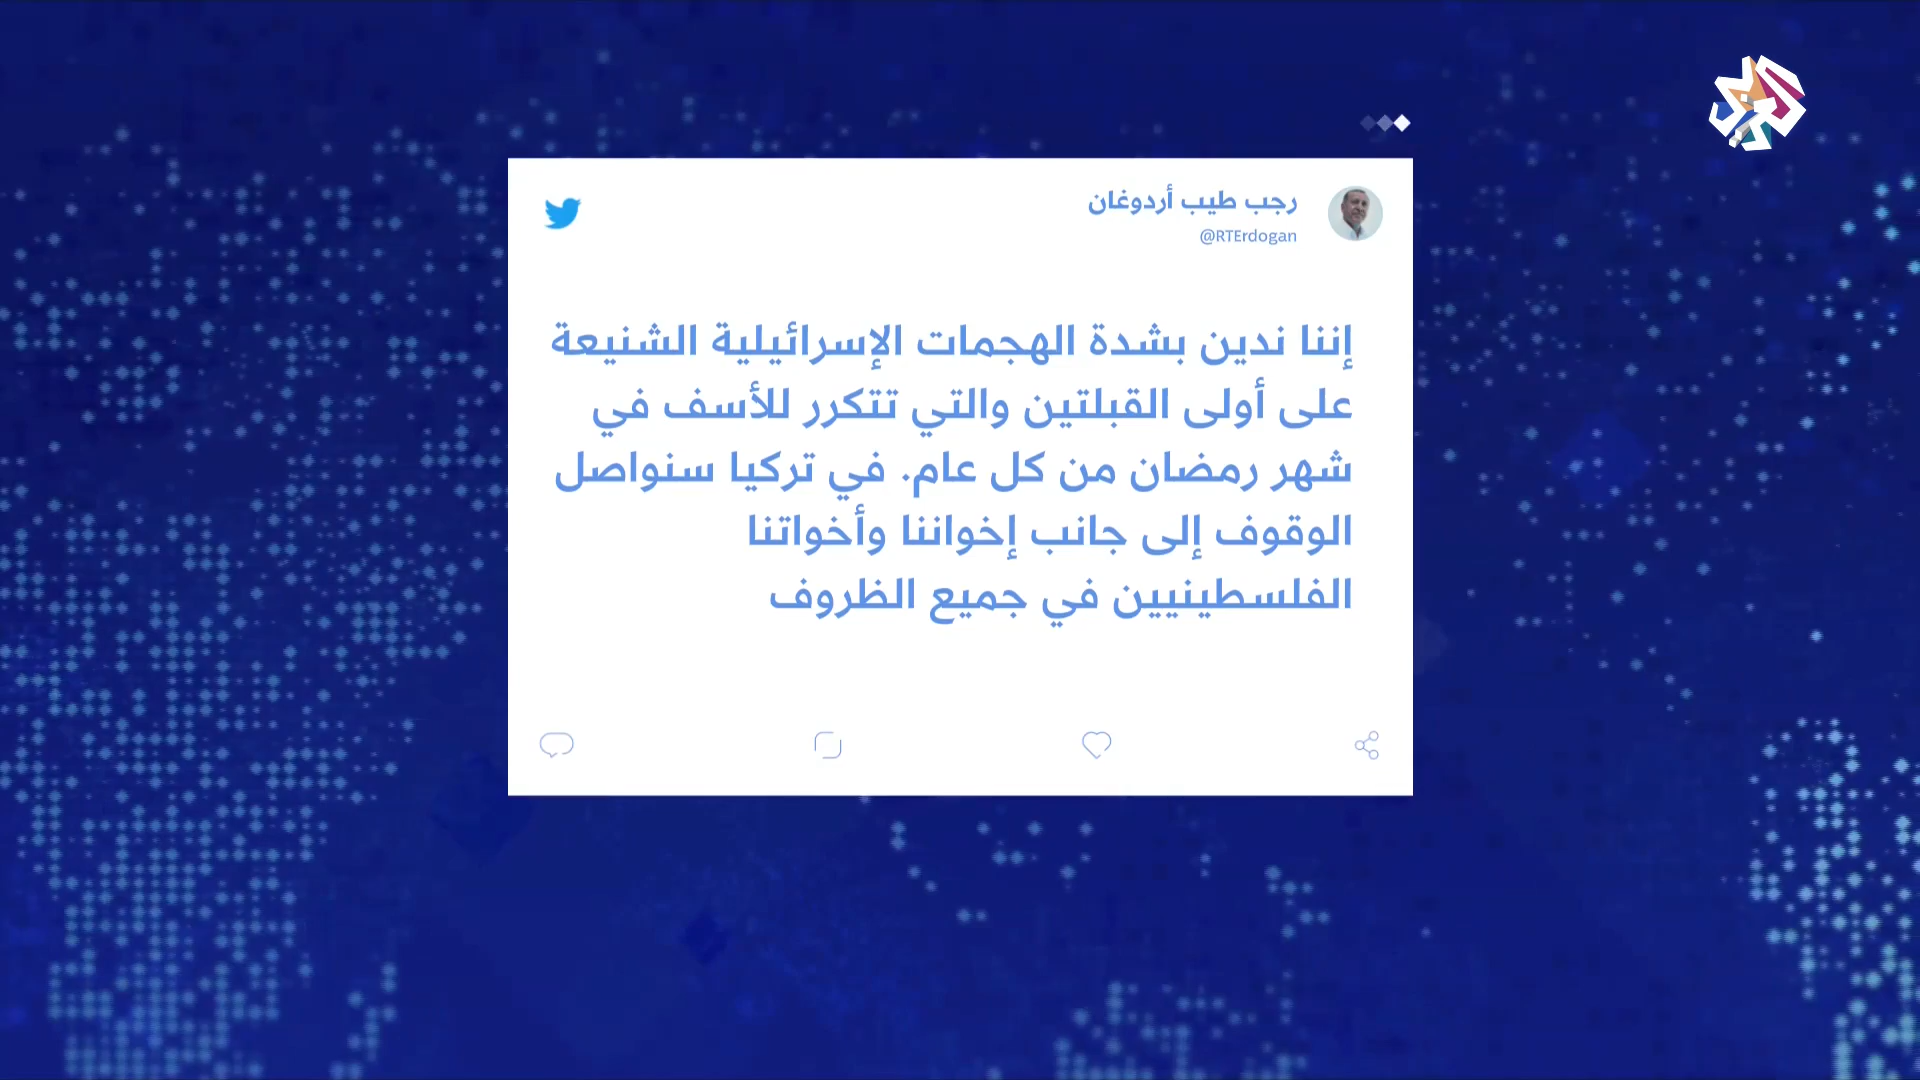 رجب طيب أردوغان
@RTErdogan
إننا ندين بشدة الهجمات الإسرائيلية الشنيعة
على أولى القبلتين والتي تتكرر للأسف في
شهر رمضان من كل عام. في تركيا سنواصل
الوقوف إلى جانب إخواننا وأخواتنا
الفلسطينيين في جميع الظروف